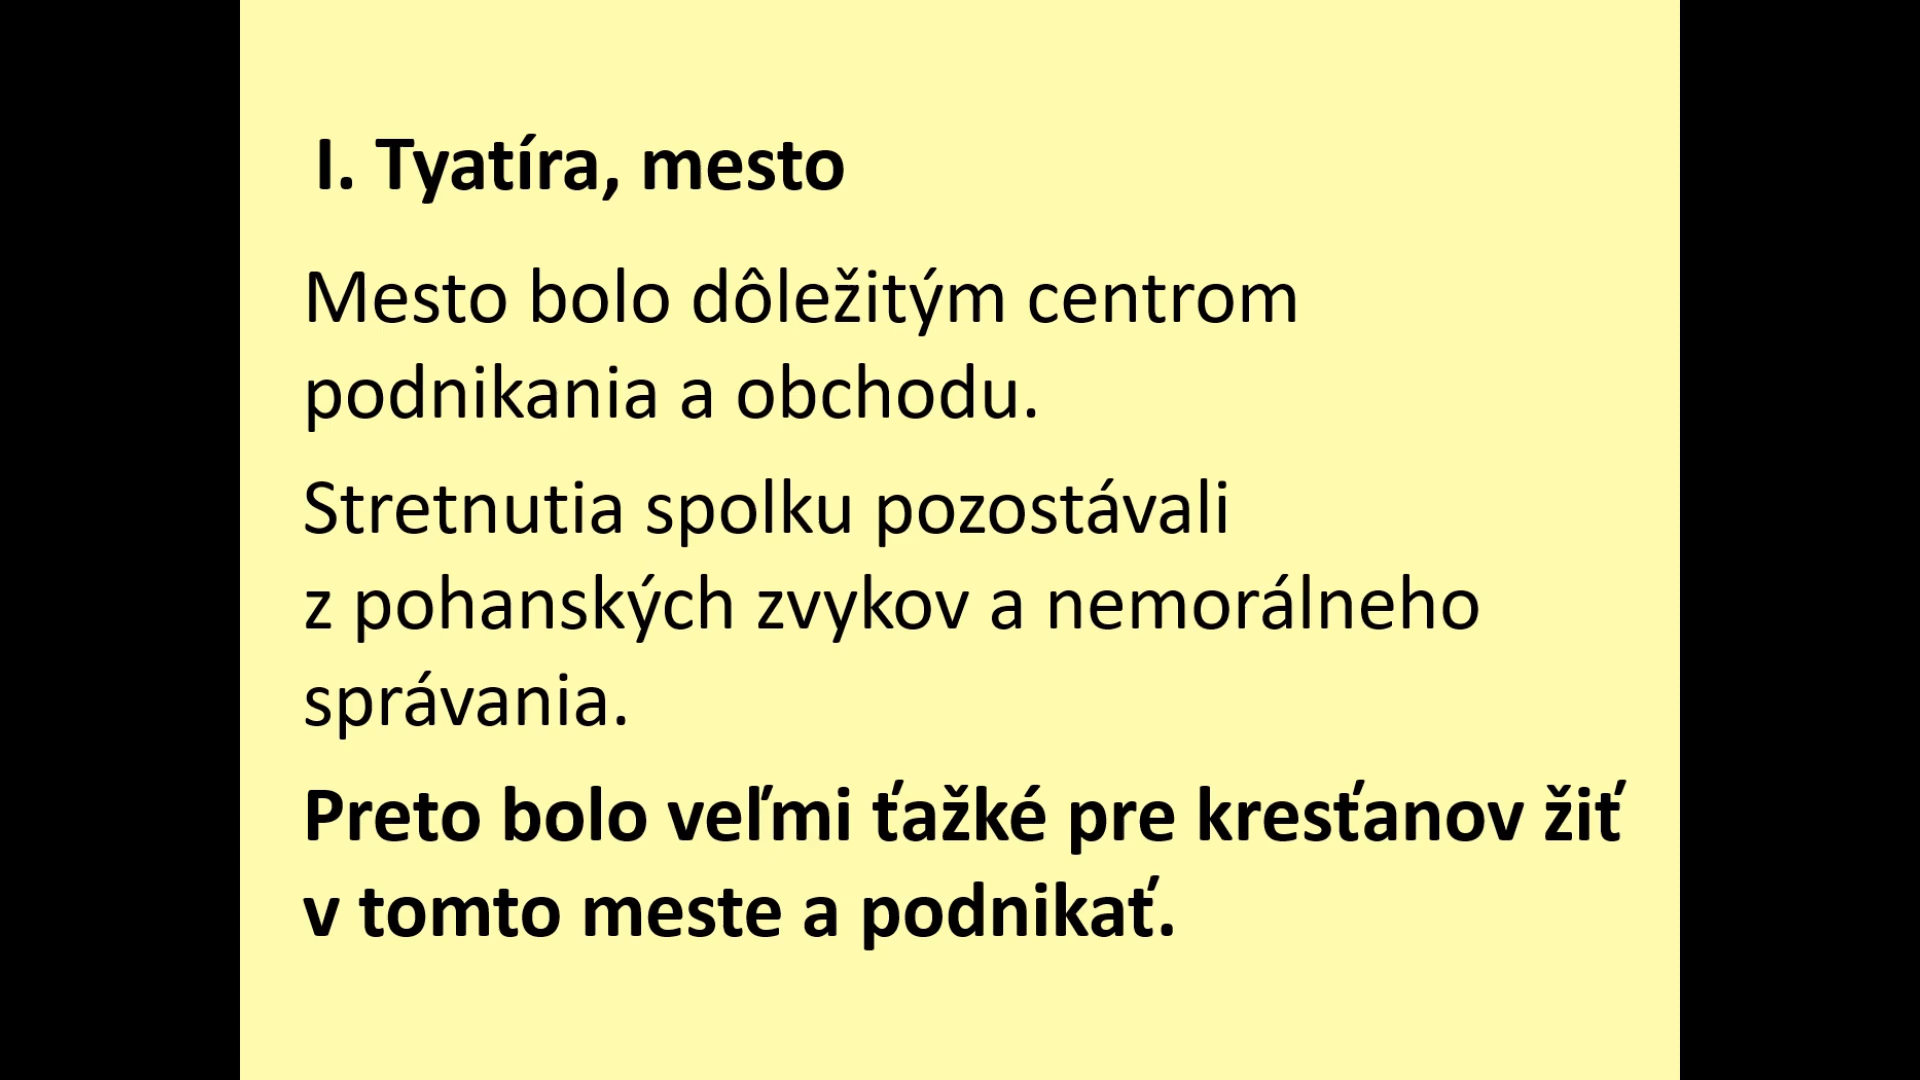 I. Tyatíra, mesto
Mesto bolo dôležitým centrom
podnikania a obchodu.
Stretnutia spolku pozostávali
z pohanských zvykov a nemorálneho
správania.
Preto bolo veľmi ťažké pre kresťanov žiť
v tomto meste a podnikať.